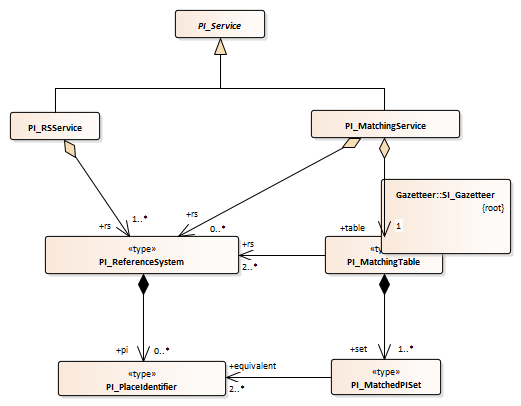 PI_Service
PI_RSService
PI_MatchingService
Gazetteer::SI_Gazetteer
{root}
+rs
1..*
+rs
0..*
+table
1
«type»
PI_ReferenceSystem
+rs
2..*
«ty
PI_MatchingTable
+pi
0..*
+set
1..*
«type»
PI_PlaceIdentifier
+equivalent
2..*
«type»
PI_MatchedPISet